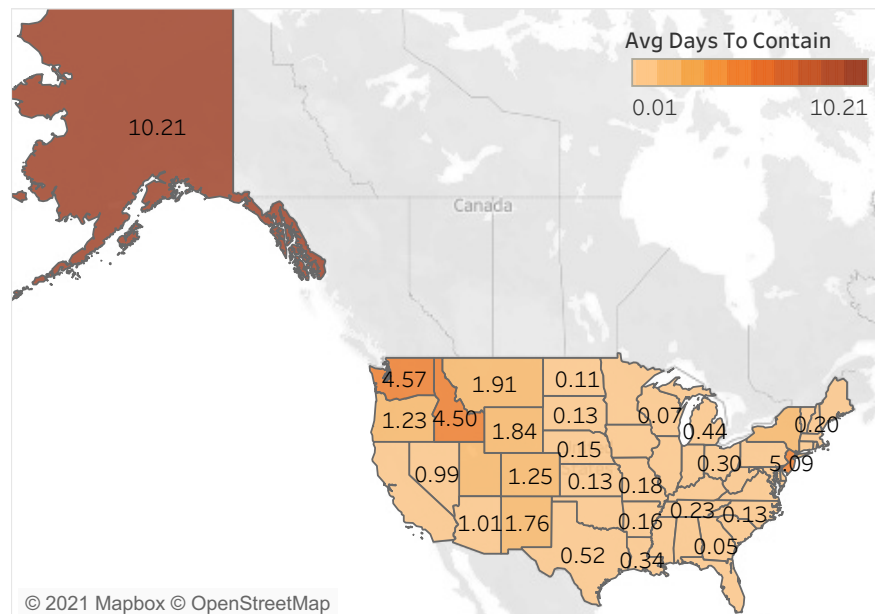 Avg Days To Contain
0.01 10.21
10.21
Canada
4.57 1.91 0.11
0.13 0.07 0.44 0.20
1.23 4.50 1.84
0.15 0.30 5.09
0.99 1.25 0.13 0.18
1.01 1.76 0.16 0.23 0.13
0.52 0.34 0.05
© 2021 Mapbox © OpenStreetMap